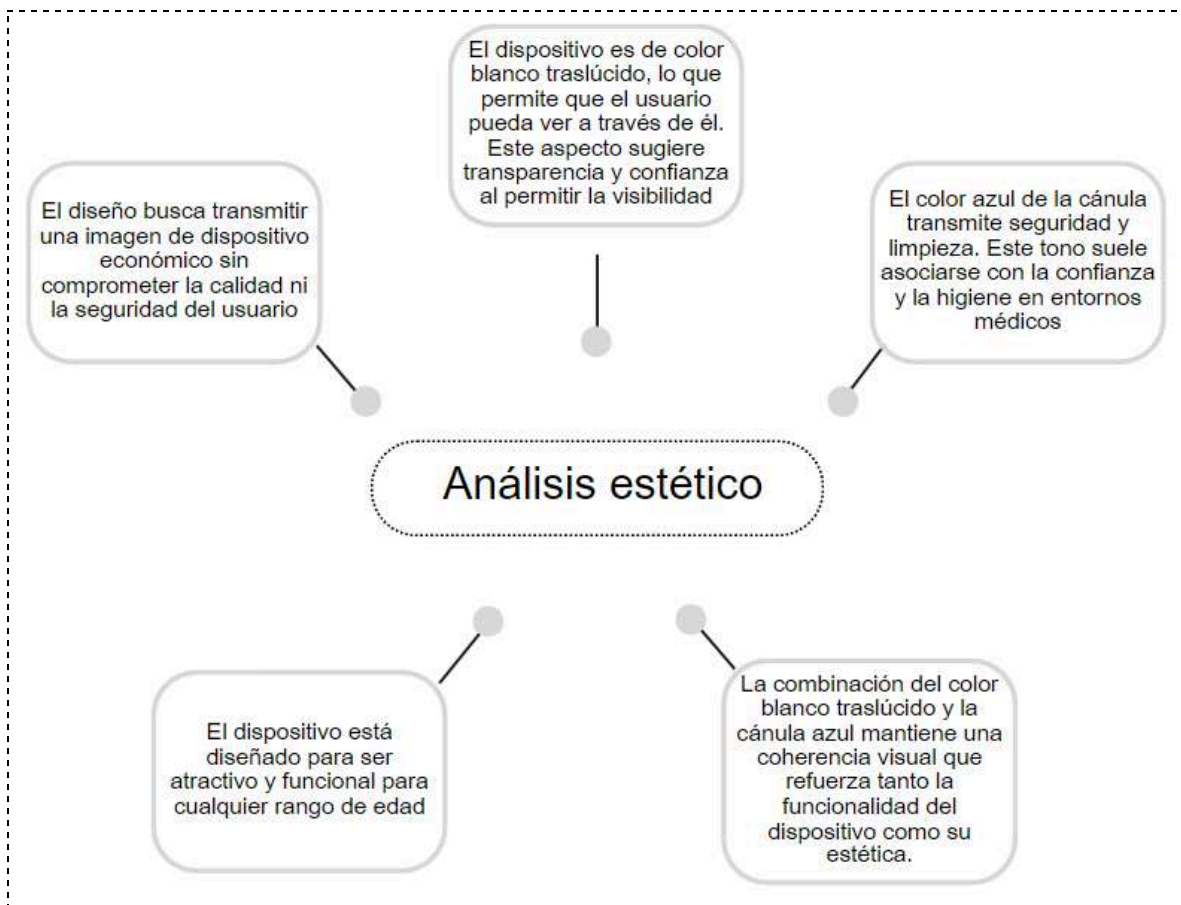 El dispositivo es de color
blanco traslúcido, lo que
permite que el usuario
pueda ver a través de él.
Este aspecto sugiere
transparencia y confianza
al permitir la visibilidad
El diseño busca transmitir
una imagen de dispositivo
económico sin
comprometer la calidad ni
la seguridad del usuario
El color azul de la cánula
transmite seguridad y
limpieza. Este tono suele
asociarse con la confianza
y la higiene en entornos
médicos
Análisis estético
El dispositivo está
diseñado para ser
atractivo y funcional para
cualquier rango de edad
La combinación del color
blanco traslúcido y la
cánula azul mantiene una
coherencia visual que
refuerza tanto la
funcionalidad del
dispositivo como su
estética.